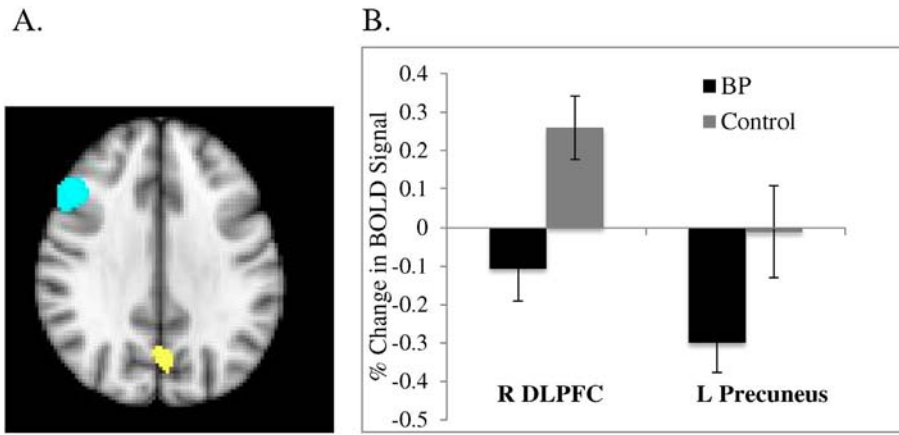 A.
B.
% Change in BOLD Signal
0.4
0.3
0.2
0.1
0
-0.1
-0.2
-0.3
-0.4
-0.5
BP
Control
R DLPFC
L Precuneus